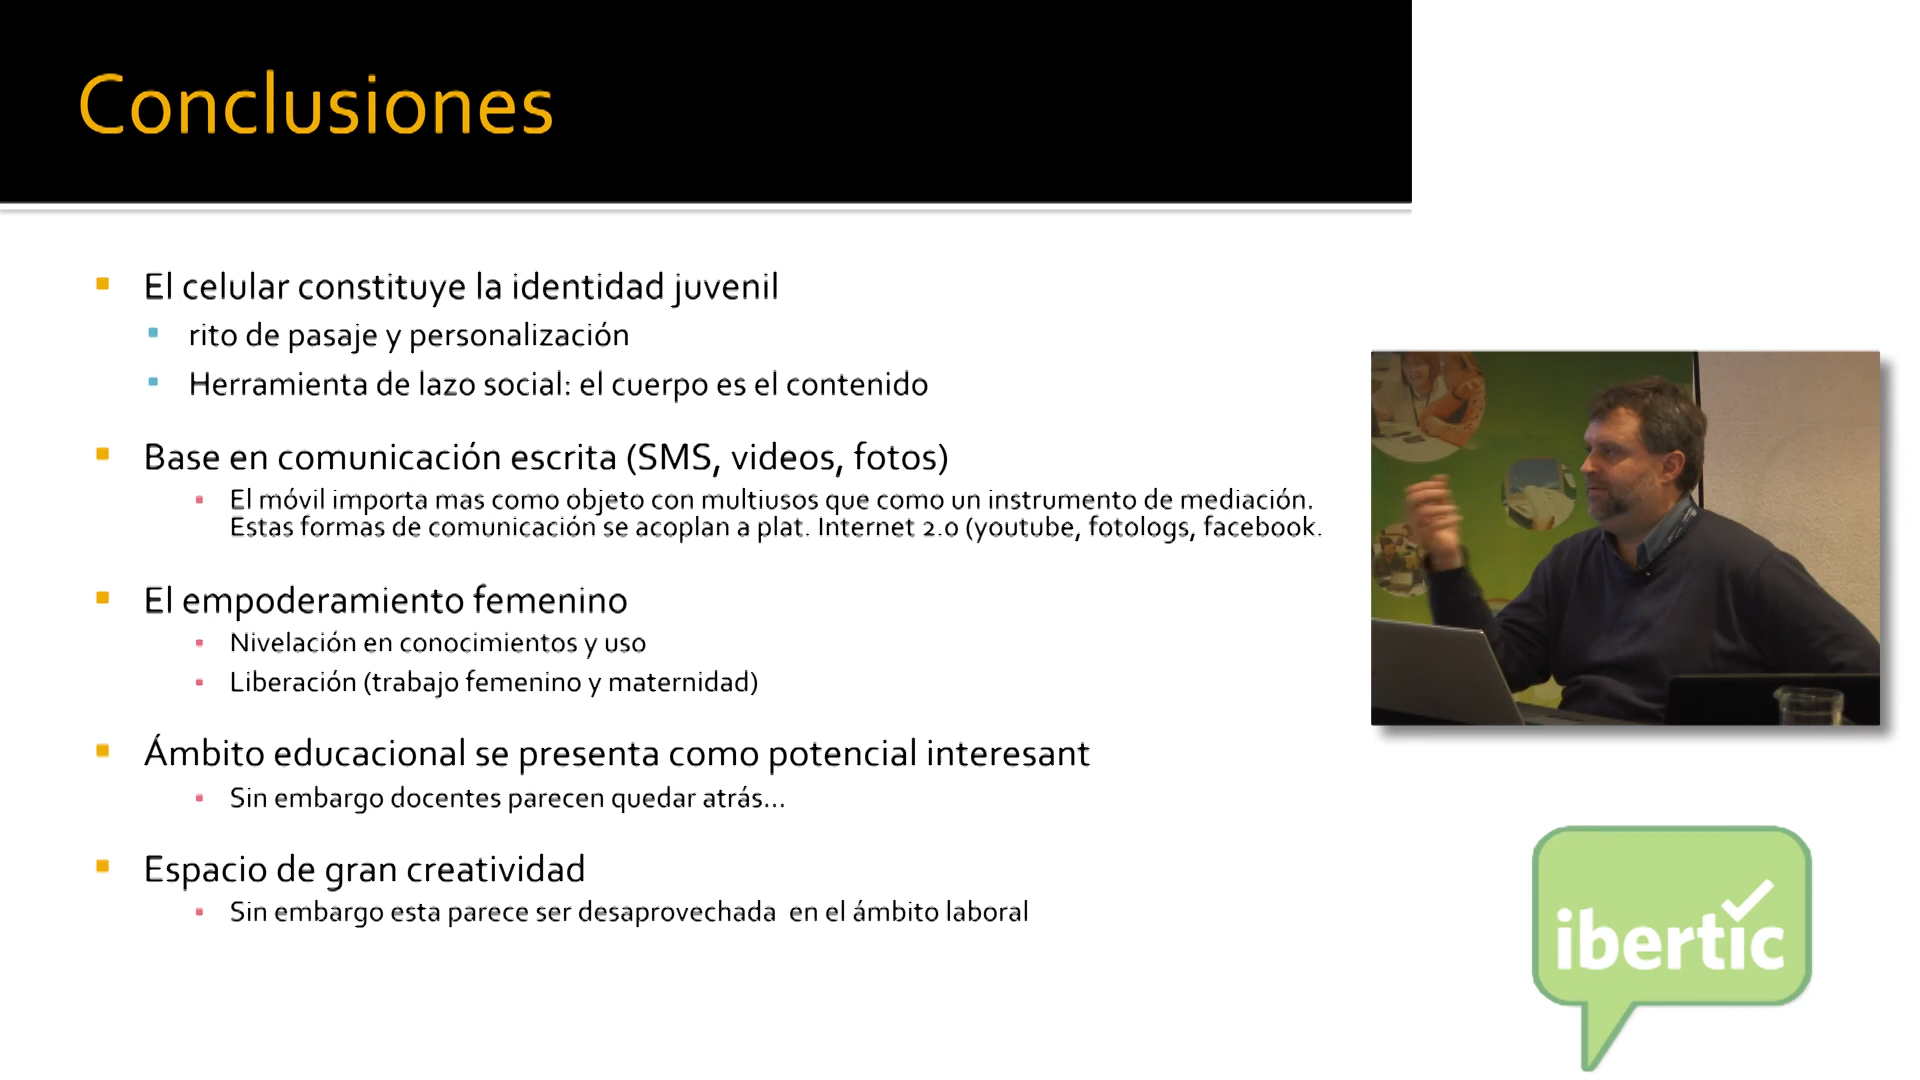 Conclusiones
El celular constituye la identidad juvenil
rito de pasaje y personalización
Herramienta de lazo social: el cuerpo es el contenido
Base en comunicación escrita (SMS, videos, fotos)
El móvil importa mas como objeto con multiusos que como un instrumento de mediación.
Estas formas de comunicación se acoplan a plat. Internet 2.0 (youtube, fotologs, facebook.
El empoderamiento femenino
Nivelación en conocimientos y uso
Liberación (trabajo femenino y maternidad)
Ámbito educacional se presenta como potencial interesant
Sin embargo docentes parecen quedar atrás...
Espacio de gran creatividad
Sin embargo esta parece ser desaprovechada  en el ámbito laboral
ibertic